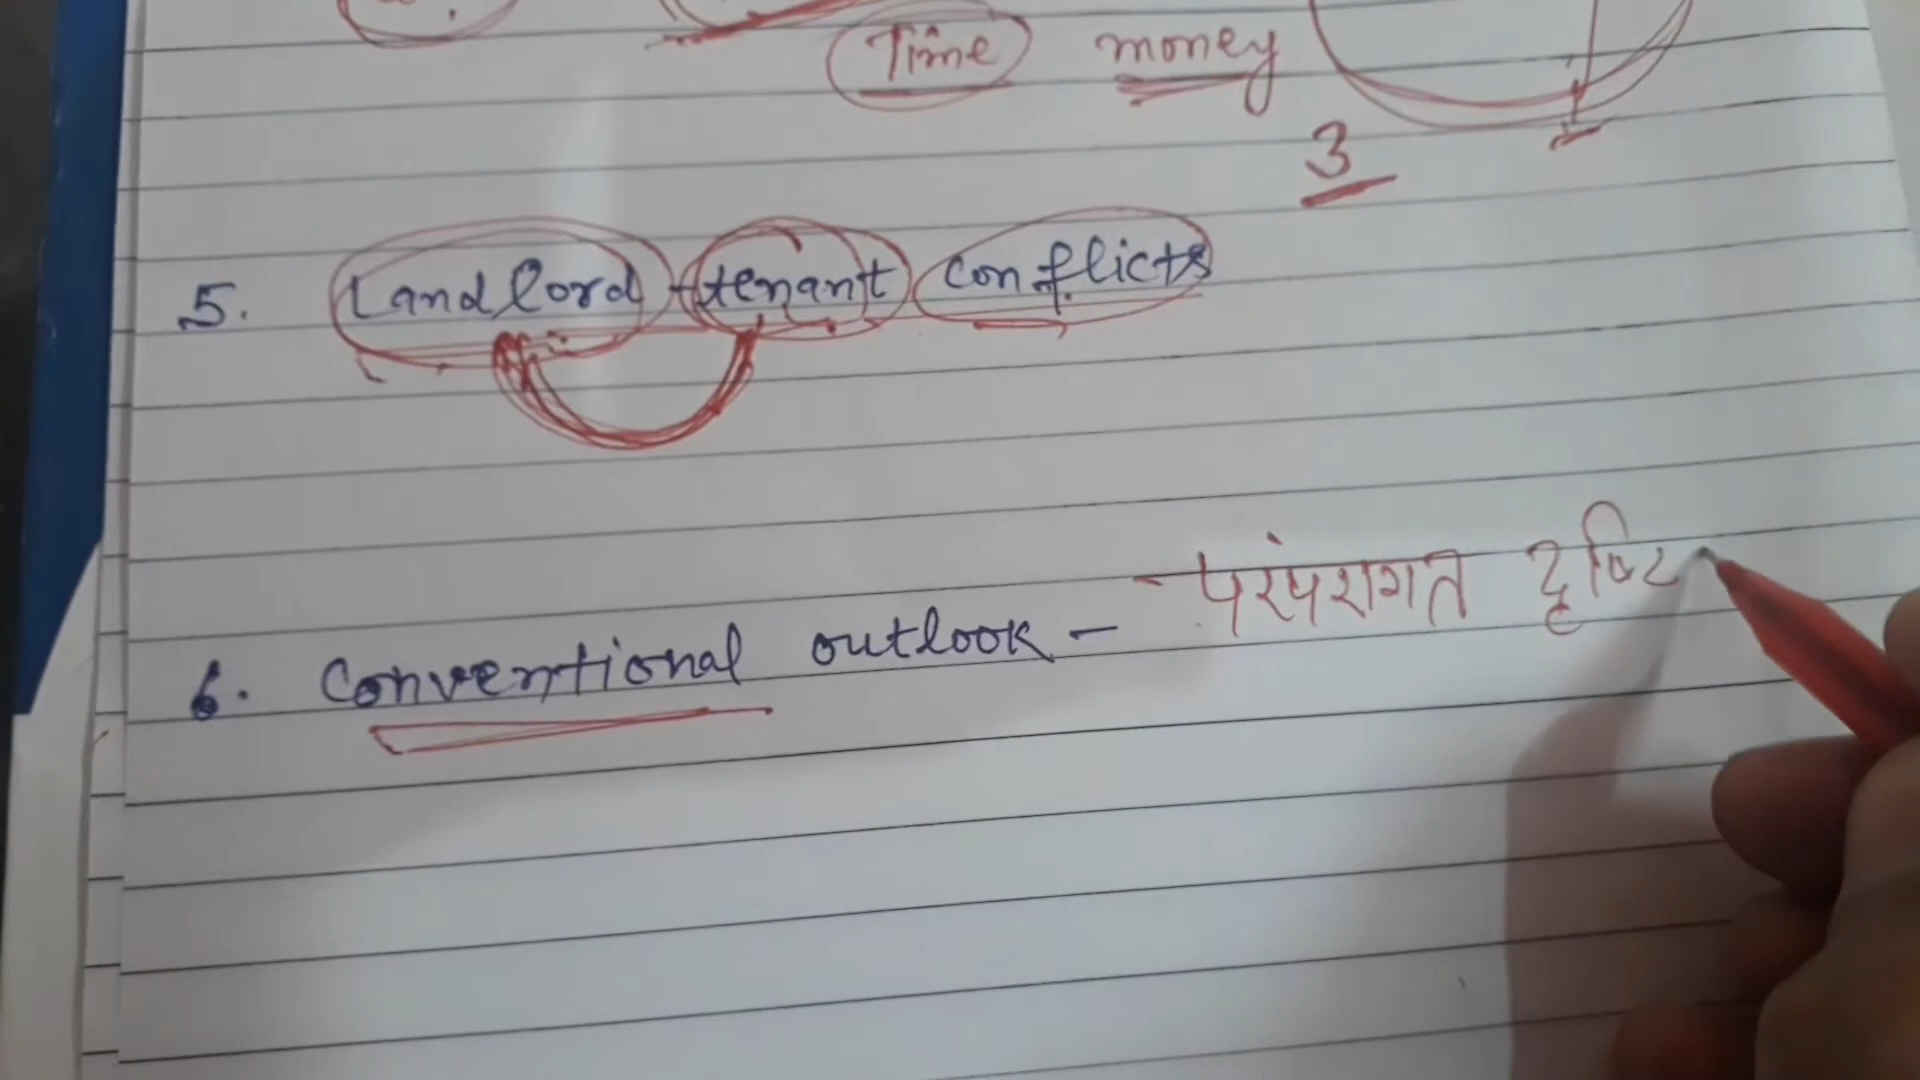 Time money
3
5. Landlord-tenant conflicts
6. Conventional outlook - - परंपरागत दृष्टि